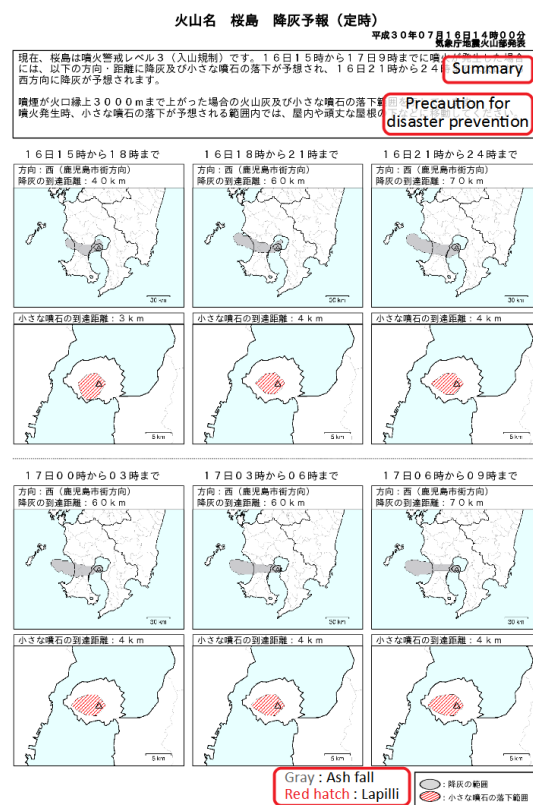 火山名　桜島　降灰予報（定時）
平成３０年０７月１６日１４時００分
気象庁地震火山部発表
現在、桜島は噴火警戒レベル３（入山規制）です。１６日１５時から１７日９時までに噴火が発生した場合
には、以下の方向・距離に降灰及び小さな噴石の落下が予想され、１６日２１時から２４時
西方向に降灰が予想されます。
Summary
噴煙が火口縁上３０００ｍまで上がった場合の火山灰及び小さな噴石の落下範囲を
噴火発生時、小さな噴石の落下が予想される範囲内では、屋内や頑丈な屋根の
Precaution for
disaster prevention
１６日１５時から１８時まで
１６日１８時から２１時まで
１６日２１時から２４時まで
方向：西（鹿児島市街方向）
降灰の到達距離：４０ｋｍ
方向：西（鹿児島市街方向）
降灰の到達距離：６０ｋｍ
方向：西（鹿児島市街方向）
降灰の到達距離：７０ｋｍ
30 km
30 km
30 km
小さな噴石の到達距離：３ｋｍ
小さな噴石の到達距離：４ｋｍ
小さな噴石の到達距離：４ｋｍ
5 km
5 km
5 km
１７日００時から０３時まで
１７日０３時から０６時まで
１７日０６時から０９時まで
方向：西（鹿児島市街方向）
降灰の到達距離：６０ｋｍ
方向：西（鹿児島市街方向）
降灰の到達距離：６０ｋｍ
方向：西（鹿児島市街方向）
降灰の到達距離：７０ｋｍ
30 km
30 km
30 km
小さな噴石の到達距離：４ｋｍ
小さな噴石の到達距離：４ｋｍ
小さな噴石の到達距離：４ｋｍ
5 km
5 km
5 km
Gray : Ash fall
Red hatch : Lapilli
：降灰の範囲
：小さな噴石の落下範囲